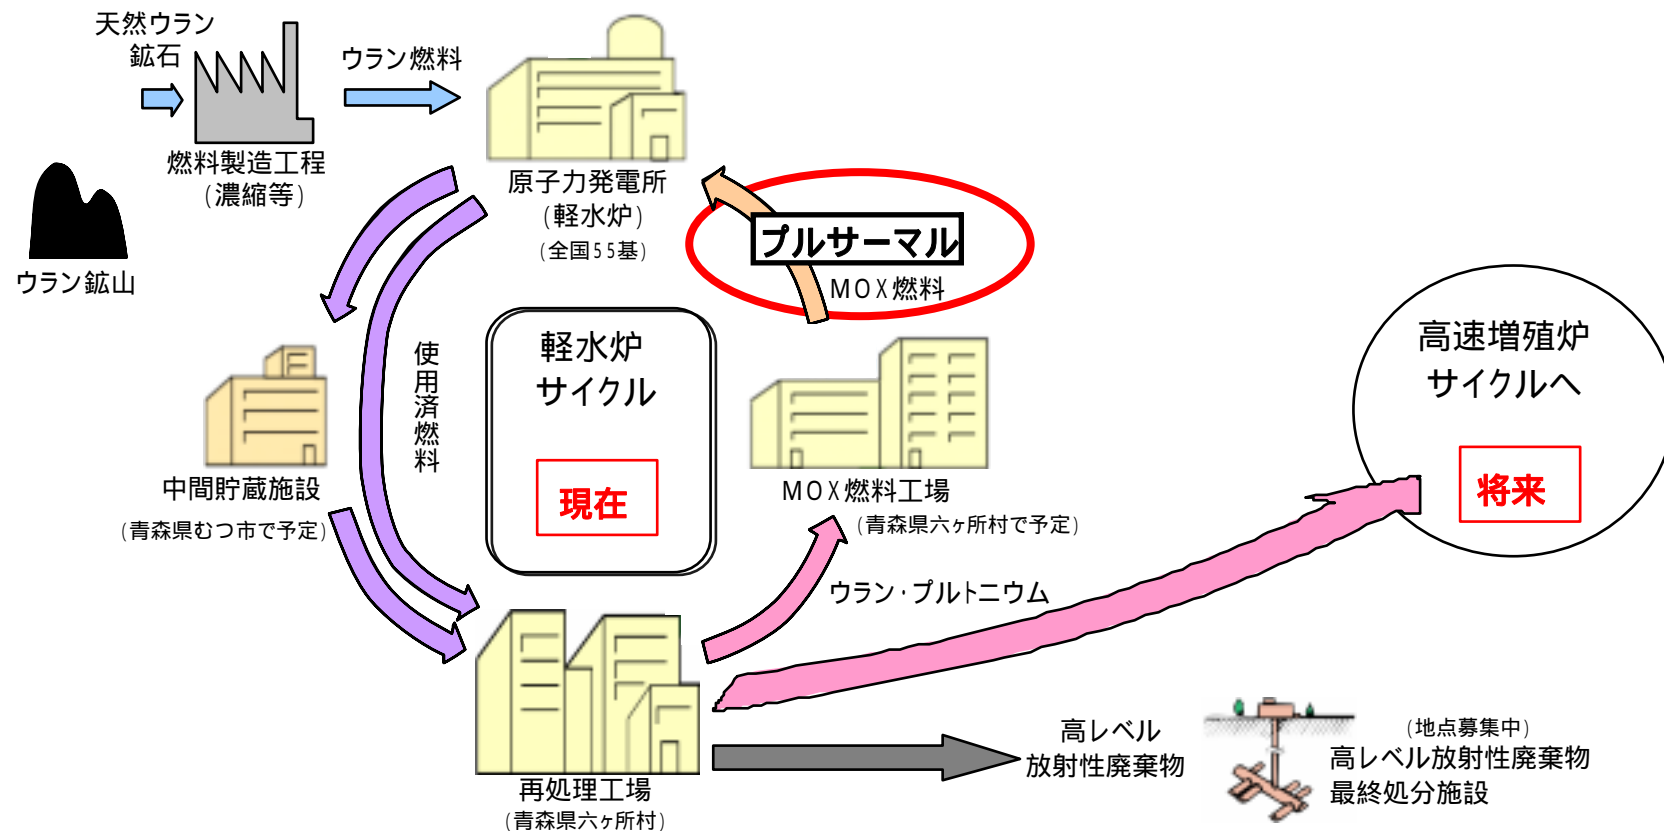 天然ウラン
鉱石
ウラン燃料
燃料製造工程
(濃縮等)
ウラン鉱山
原子力発電所
(軽水炉)
(全国55基)
プルサーマル
MOX燃料
使用済燃料
軽水炉
サイクル
現在
高速増殖炉
サイクルへ
将来
中間貯蔵施設
(青森県むつ市で予定)
MOX燃料工場
(青森県六ヶ所村で予定)
ウラン・プルトニウム
再処理工場
(青森県六ヶ所村)
高レベル
放射性廃棄物
(地点募集中)
高レベル放射性廃棄物
最終処分施設